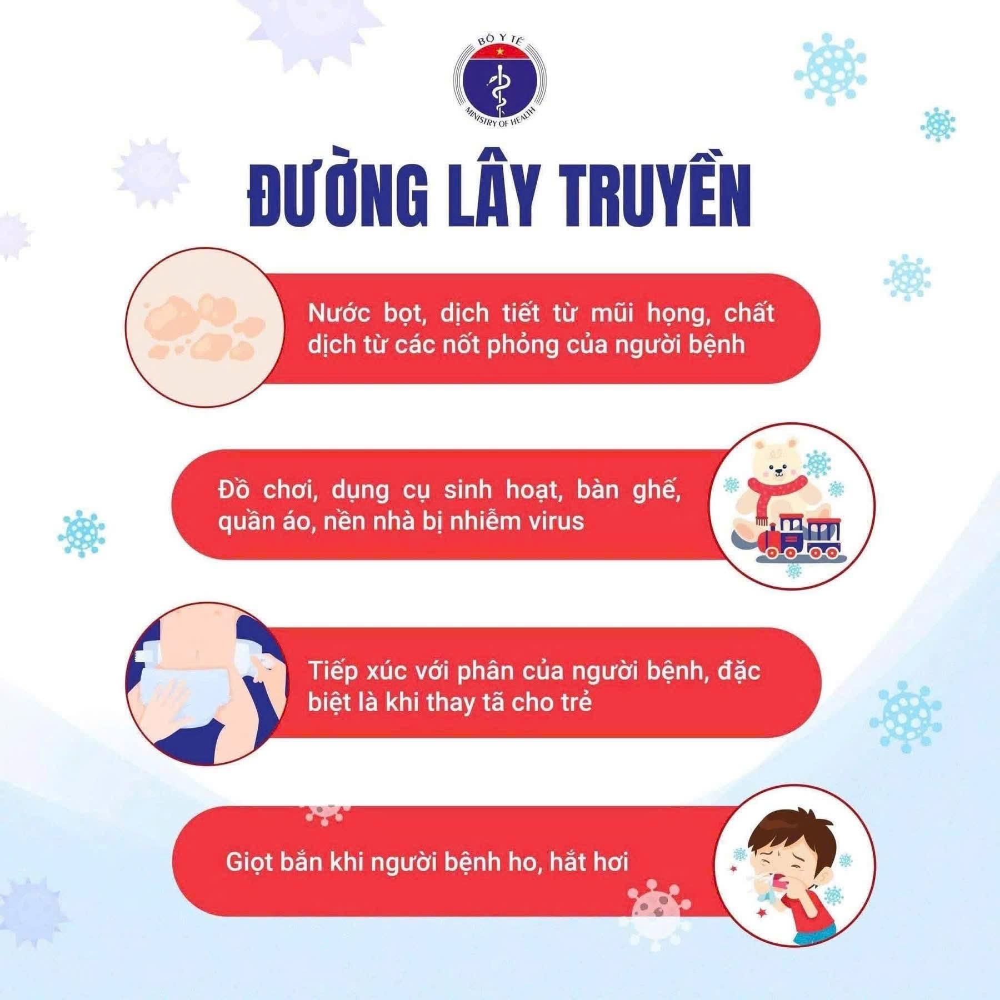 BỘ Y TẾ
MINISTRY OF HEALTH
ĐƯỜNG LÂY TRUYỀN
Nước bọt, dịch tiết từ mũi họng, chất
dịch từ các nốt phỏng của người bệnh
Đồ chơi, dụng cụ sinh hoạt, bàn ghế,
quần áo, nền nhà bị nhiễm virus
Tiếp xúc với phân của người bệnh, đặc
biệt là khi thay tã cho trẻ
Giọt bắn khi người bệnh ho, hắt hơi